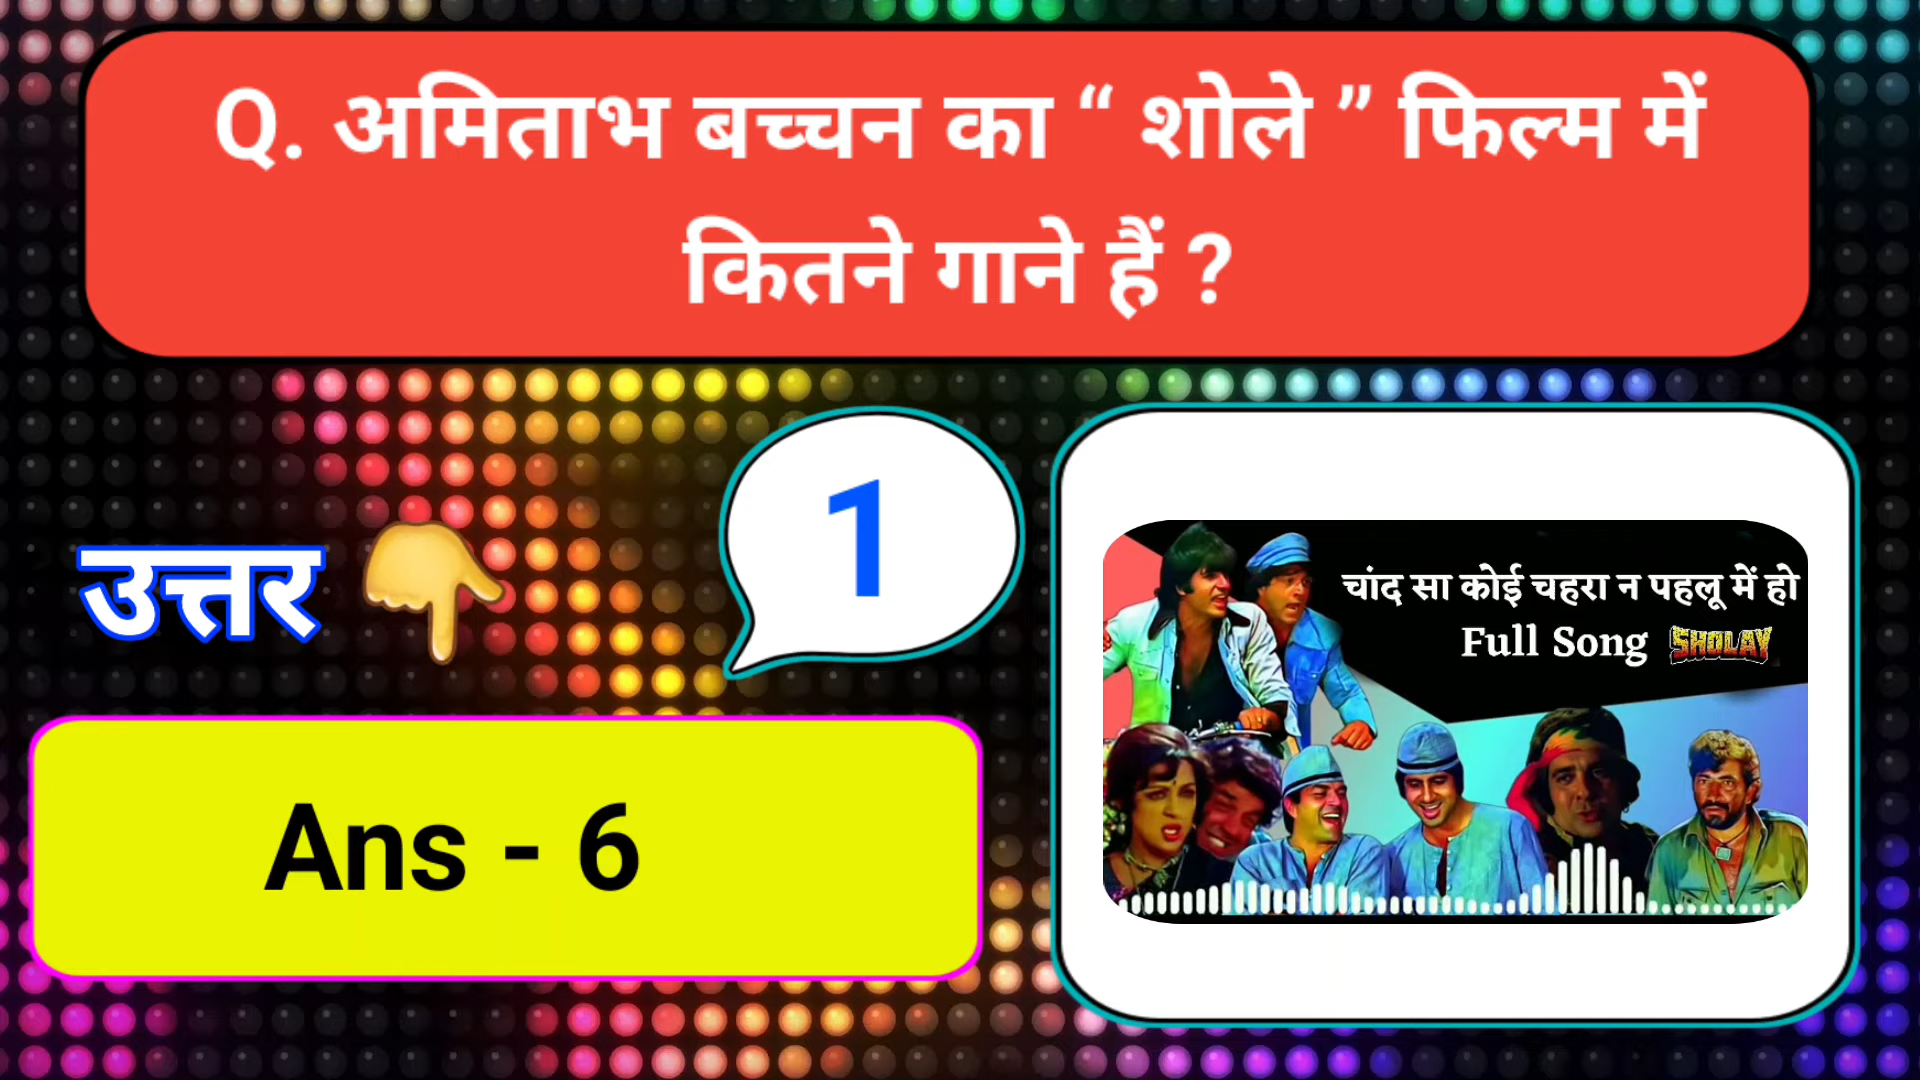 Q. अमिताभ बच्चन का “ शोले ” फिल्म में
कितने गाने हैं ?
1
उत्तर
Ans - 6
चांद सा कोई चहरा न पहलू में हो
Full Song SHOLAY